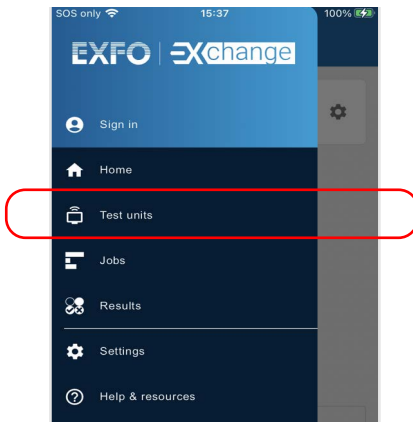 SOS only 15:37 100%
EXFO EXchange
Sign in
Home
Test units
Jobs
Results
Settings
Help & resources